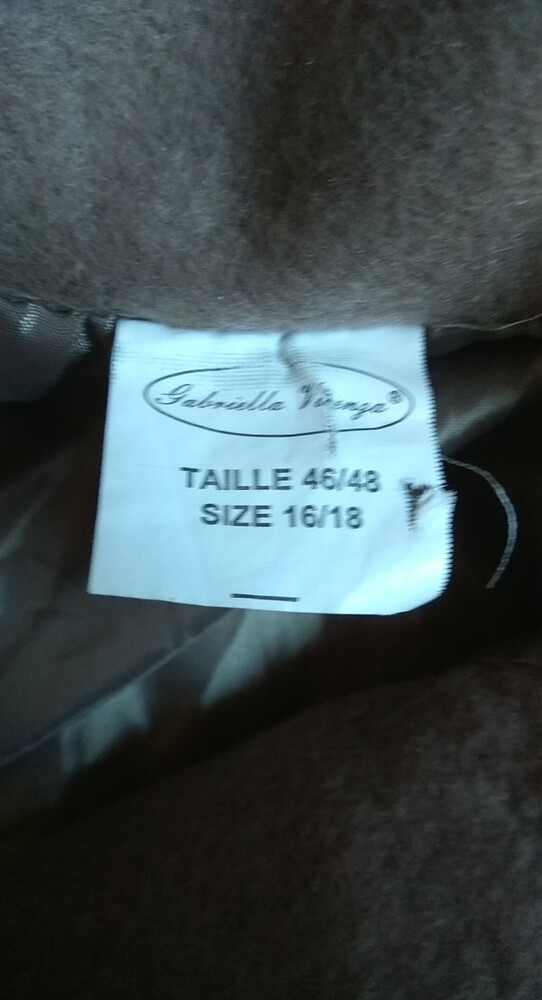 Gabriella Vicenza®
TAILLE 46/48
SIZE 16/18